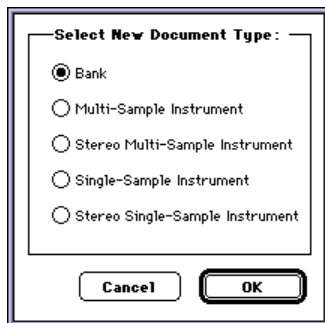 Select New Document Type:
Bank
Multi-Sample Instrument
Stereo Multi-Sample Instrument
Single-Sample Instrument
Stereo Single-Sample Instrument
Cancel OK